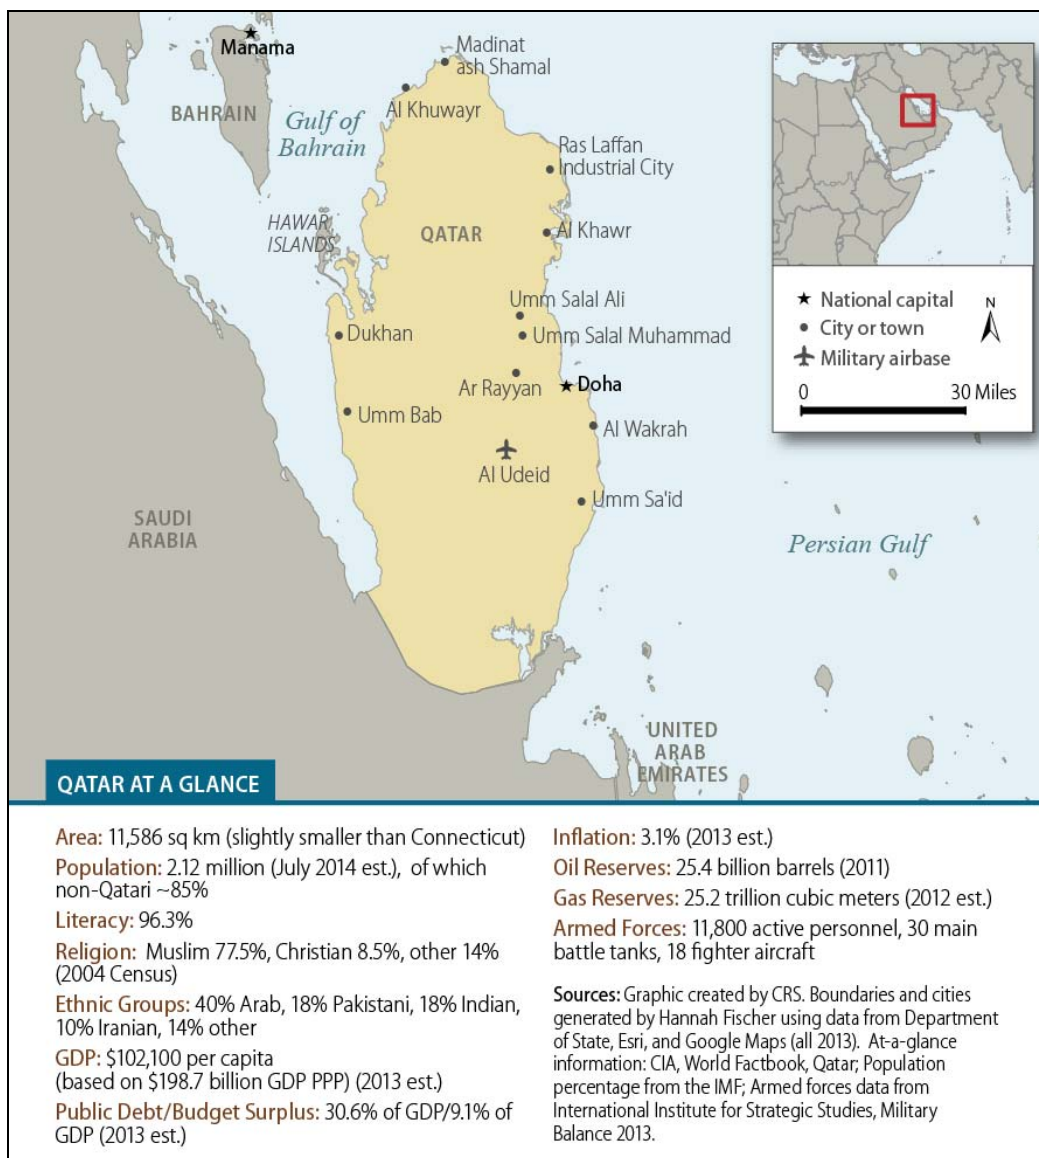 Manama
Madinat
ash Shamal
Al Khuwayr
BAHRAIN
Gulf of
Bahrain
Ras Laffan
Industrial City
HAWAR
ISLANDS
QATAR
Al Khawr
Umm Salal Ali
Dukhan
Umm Salal Muhammad
Ar Rayyan
Doha
Umm Bab
Al Wakrah
Al Udeid
Umm Sa'id
SAUDI
ARABIA
Persian Gulf
UNITED
ARAB
EMIRATES
National capital
N
City or town
Military airbase
0 30 Miles
QATAR AT A GLANCE
Area: 11,586 sq km (slightly smaller than Connecticut)
Population: 2.12 million (July 2014 est.), of which
non-Qatari ~85%
Literacy: 96.3%
Religion: Muslim 77.5%, Christian 8.5%, other 14%
(2004 Census)
Ethnic Groups: 40% Arab, 18% Pakistani, 18% Indian,
10% Iranian, 14% other
GDP: $102,100 per capita
(based on $198.7 billion GDP PPP) (2013 est.)
Public Debt/Budget Surplus: 30.6% of GDP/9.1% of
GDP (2013 est.)
Inflation: 3.1% (2013 est.)
Oil Reserves: 25.4 billion barrels (2011)
Gas Reserves: 25.2 trillion cubic meters (2012 est.)
Armed Forces: 11,800 active personnel, 30 main
battle tanks, 18 fighter aircraft
Sources: Graphic created by CRS. Boundaries and cities
generated by Hannah Fischer using data from Department
of State, Esri, and Google Maps (all 2013). At-a-glance
information: CIA, World Factbook, Qatar; Population
percentage from the IMF; Armed forces data from
International Institute for Strategic Studies, Military
Balance 2013.